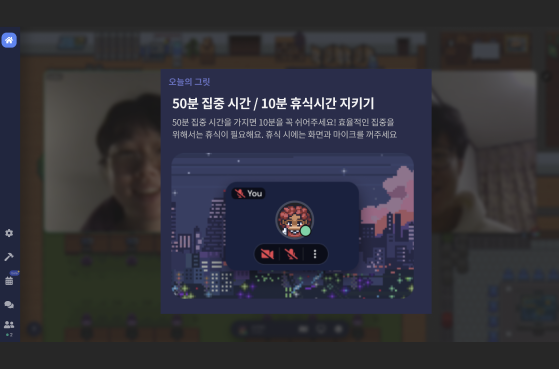 오늘의 그릿
50분 집중 시간 / 10분 휴식시간 지키기
50분 집중 시간을 가지면 10분을 꼭 쉬어주세요! 효율적인 집중을
위해서는 휴식이 필요해요. 휴식 시에는 화면과 마이크를 꺼주세요
You